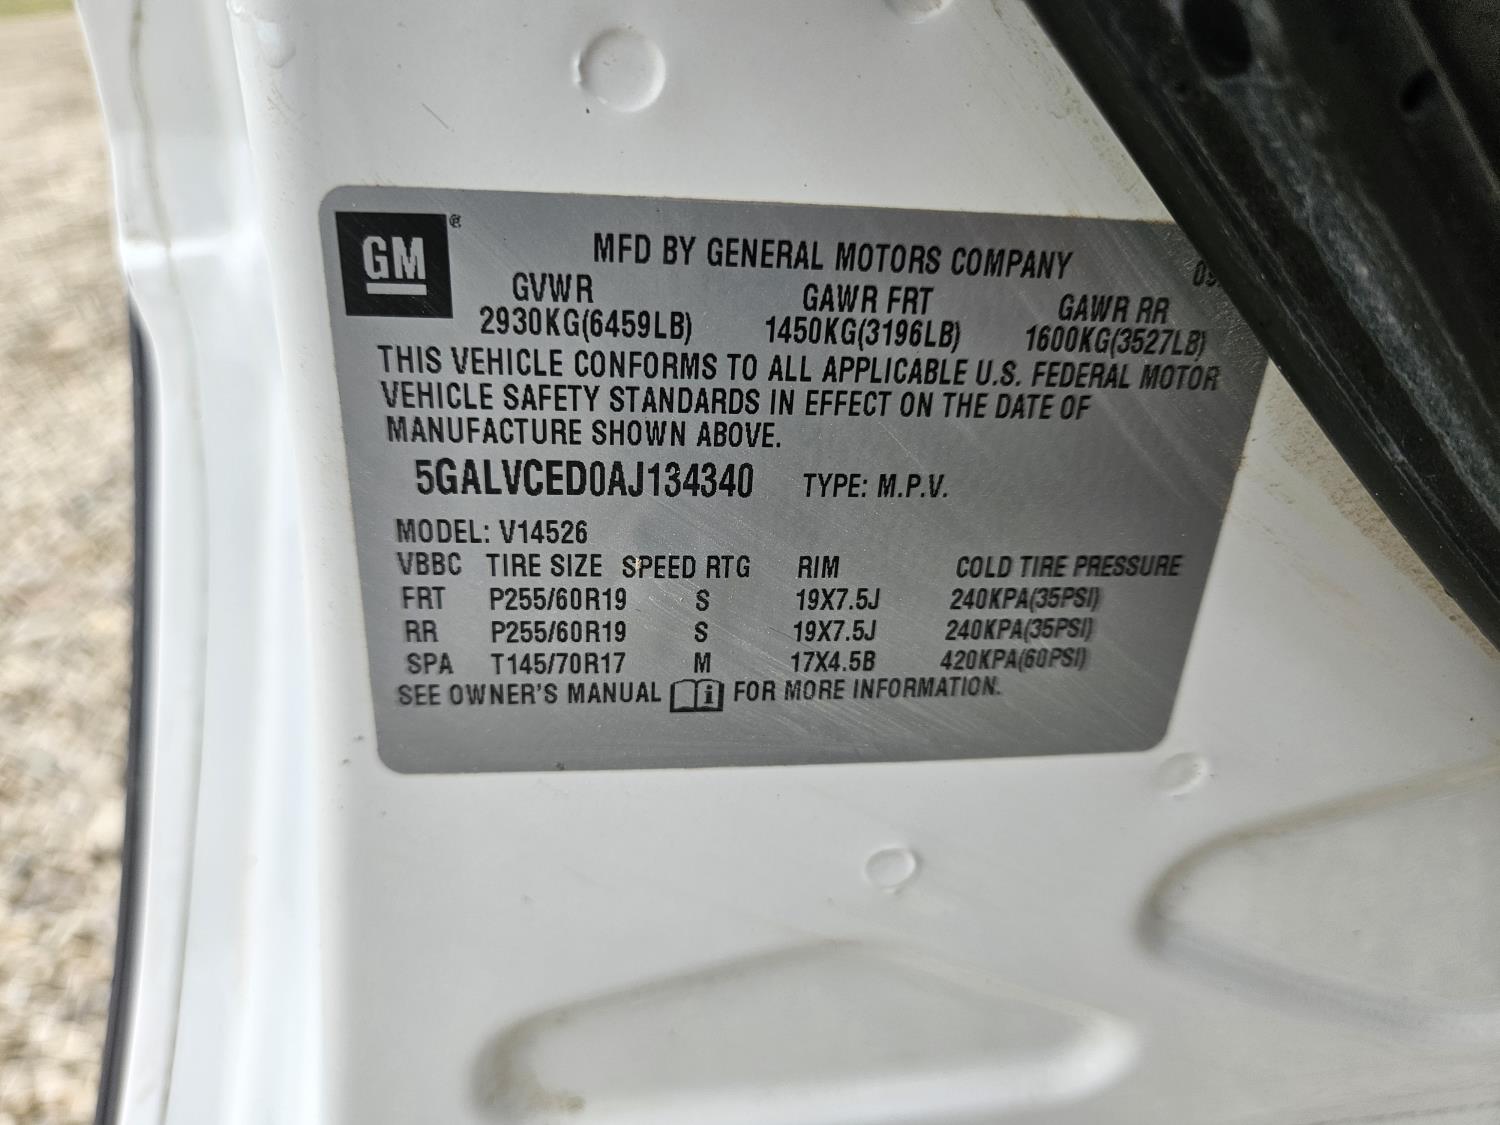 GM ®
MFD BY GENERAL MOTORS COMPANY
GVWR GAWR FRT GAWR RR
2930KG(6459LB) 1450KG(3196LB) 1600KG(3527LB)
THIS VEHICLE CONFORMS TO ALL APPLICABLE U.S. FEDERAL MOTOR
VEHICLE SAFETY STANDARDS IN EFFECT ON THE DATE OF
MANUFACTURE SHOWN ABOVE.
5GALVCED0AJ134340 TYPE: M.P.V.
MODEL: V14526
VBBC TIRE SIZE SPEED RTG RIM COLD TIRE PRESSURE
FRT P255/60R19 S 19X7.5J 240KPA(35PSI)
RR P255/60R19 S 19X7.5J 240KPA(35PSI)
SPA T145/70R17 M 17X4.5B 420KPA(60PSI)
SEE OWNER'S MANUAL i FOR MORE INFORMATION.